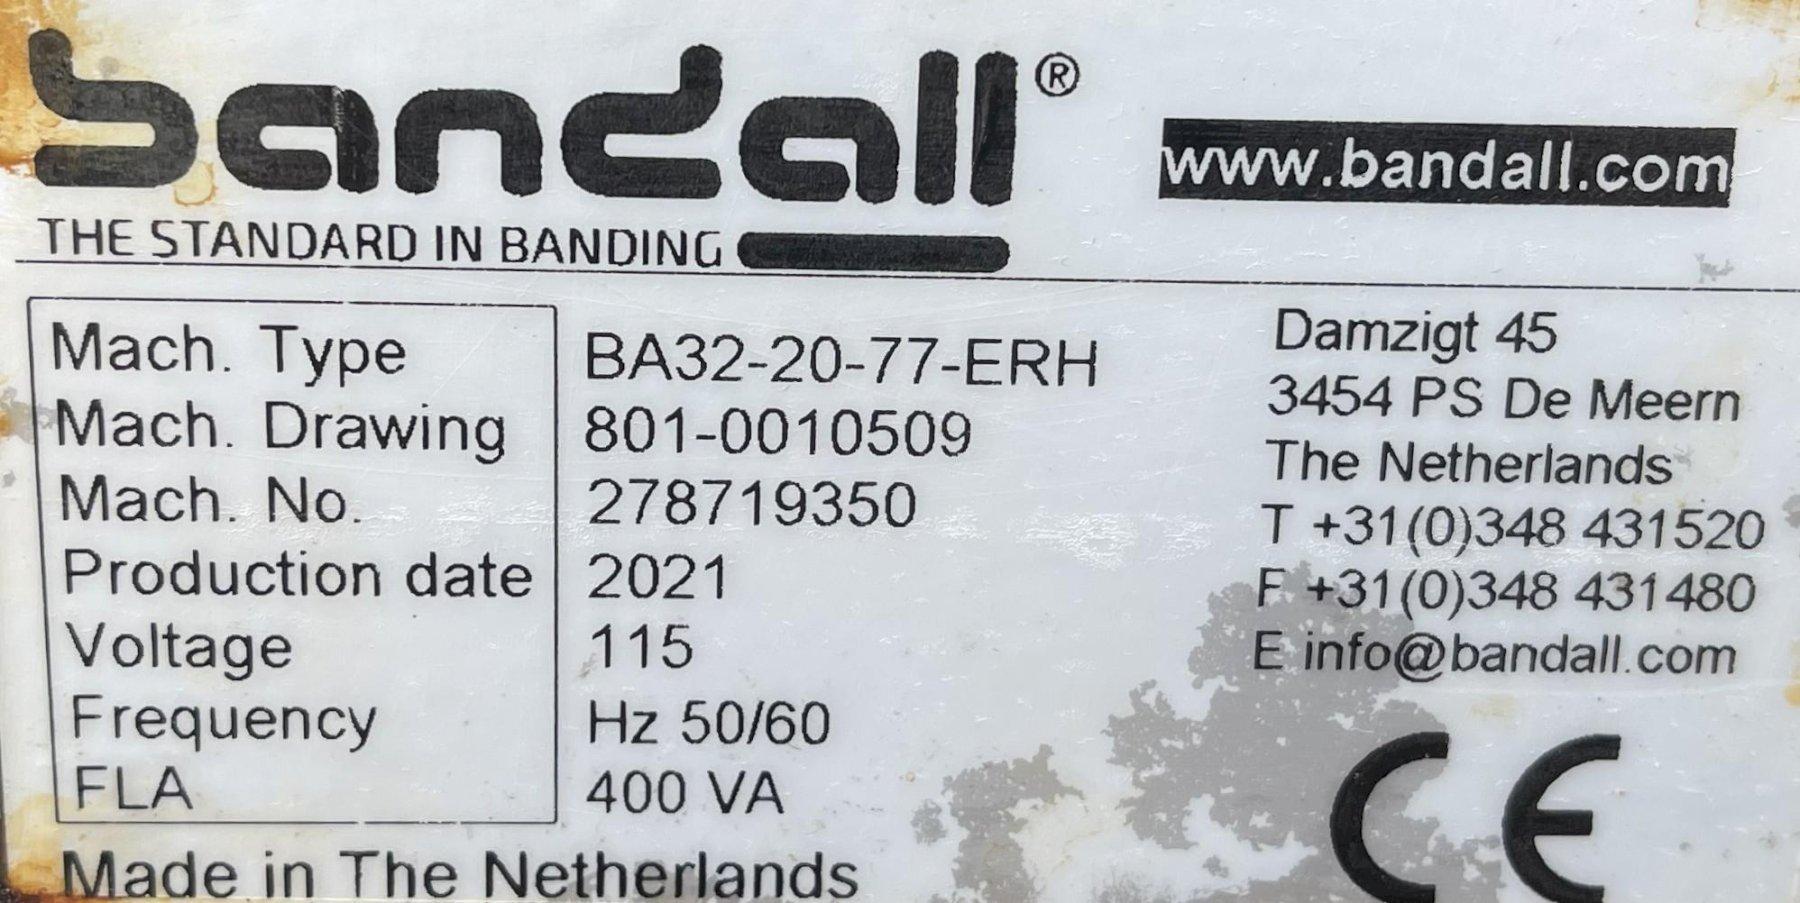 bandall®
www.bandall.com
THE STANDARD IN BANDING
Mach. Type BA32-20-77-ERH
Mach. Drawing 801-0010509
Mach. No. 278719350
Production date 2021
Voltage 115
Frequency Hz 50/60
FLA 400 VA
Made in The Netherlands
Damzigt 45
3454 PS De Meern
The Netherlands
T +31(0)348 431520
F +31(0)348 431480
E info@bandall.com
CE